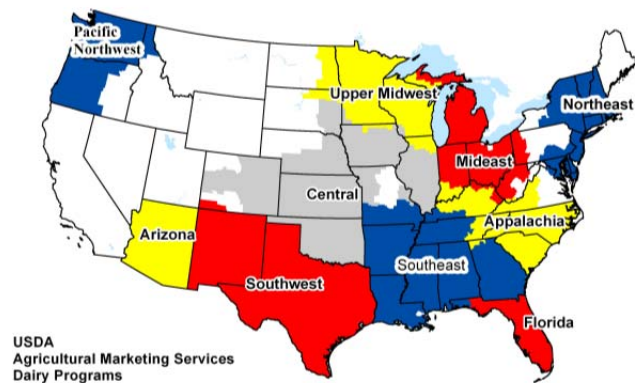 Pacific
Northwest
Upper Midwest
Northeast
Mideast
Central
Appalachia
Arizona
Southeast
Southwest
Florida
USDA
Agricultural Marketing Services
Dairy Programs